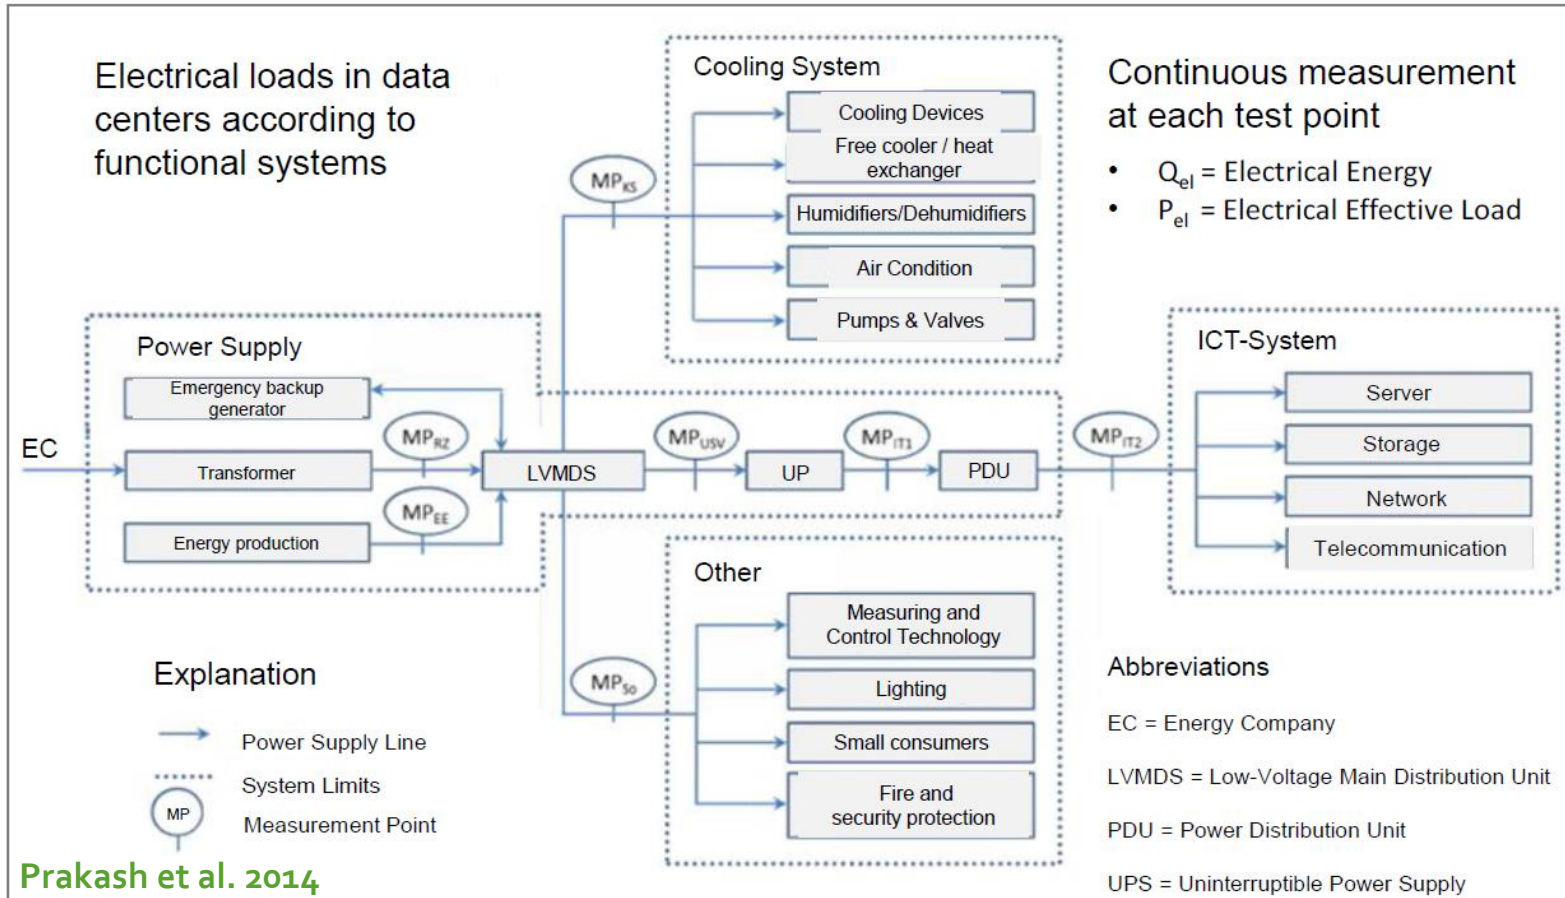 Electrical loads in data
centers according to
functional systems
Cooling System
Cooling Devices
Free cooler / heat
exchanger
Humidifiers/Dehumidifiers
Air Condition
Pumps & Valves
Continuous measurement
at each test point
• Qel = Electrical Energy
• Pel = Electrical Effective Load
MPKS
Power Supply
Emergency backup
generator
EC
Transformer
MPRZ
Energy production
MPEE
LVMDS
MPUSV
UP
MPIT1
PDU
MPIT2
ICT-System
Server
Storage
Network
Telecommunication
Other
Measuring and
Control Technology
Lighting
Small consumers
Fire and
security protection
MPSo
Explanation
Power Supply Line
System Limits
MP
Measurement Point
Abbreviations
EC = Energy Company
LVMDS = Low-Voltage Main Distribution Unit
PDU = Power Distribution Unit
UPS = Uninterruptible Power Supply
Prakash et al. 2014